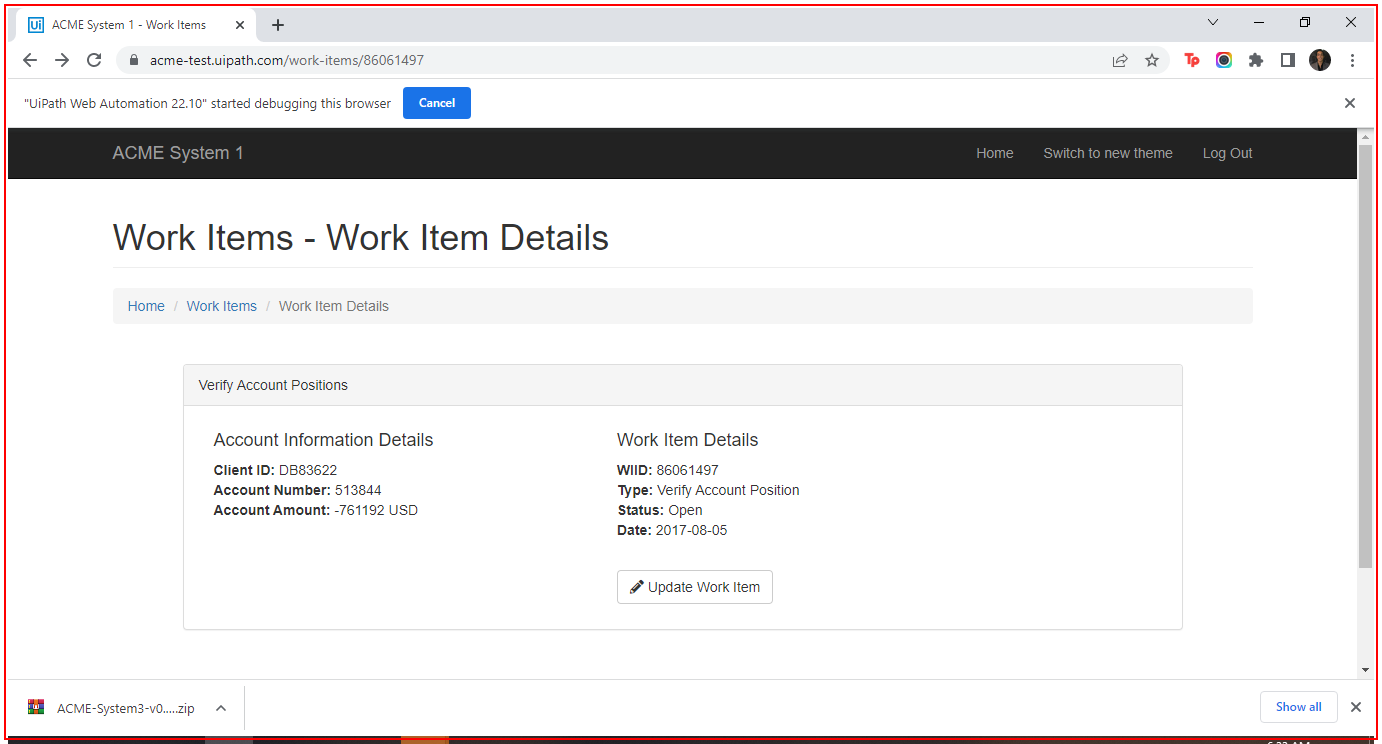 ACME System 1 - Work Items
acme-test.uipath.com/work-items/86061497
"UiPath Web Automation 22.10" started debugging this browser Cancel
ACME System 1 Home Switch to new theme Log Out
Work Items - Work Item Details
Home / Work Items / Work Item Details
Verify Account Positions
Account Information Details
Client ID: DB83622
Account Number: 513844
Account Amount: -761192 USD
Work Item Details
WIID: 86061497
Type: Verify Account Position
Status: Open
Date: 2017-08-05
Update Work Item
ACME-System3-v0.....zip Show all